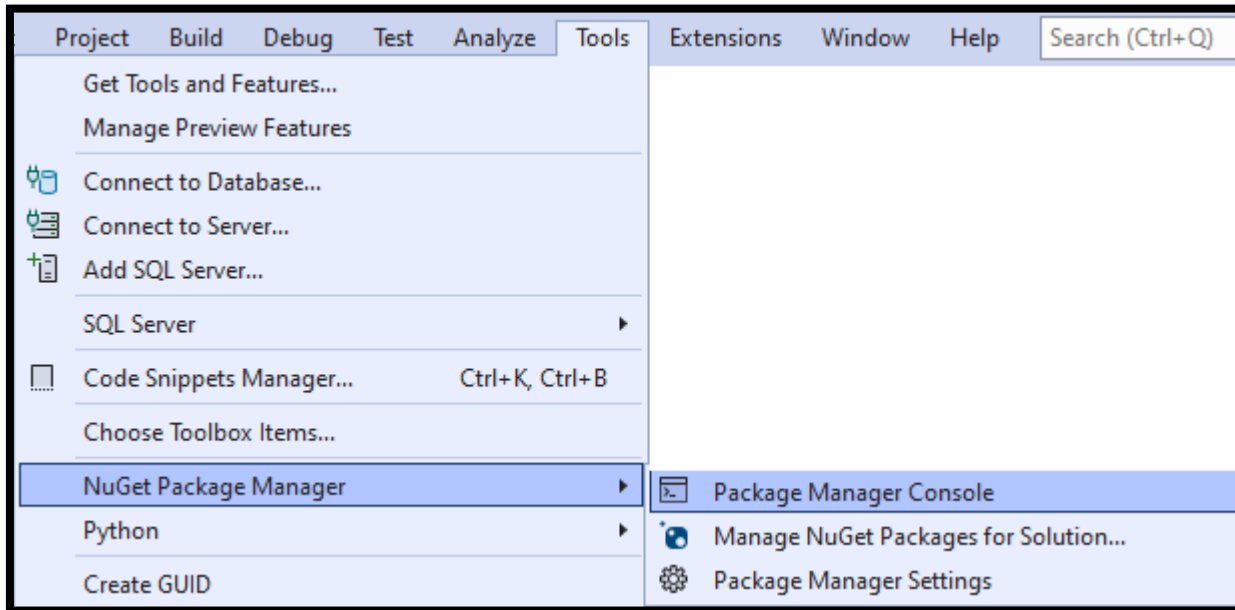 Project Build Debug Test Analyze Tools Extensions Window Help Search (Ctrl+Q)
Get Tools and Features...
Manage Preview Features
Connect to Database...
Connect to Server...
Add SQL Server...
SQL Server
Code Snippets Manager... Ctrl+K, Ctrl+B
Choose Toolbox Items...
NuGet Package Manager
Python
Create GUID
Package Manager Console
Manage NuGet Packages for Solution...
Package Manager Settings